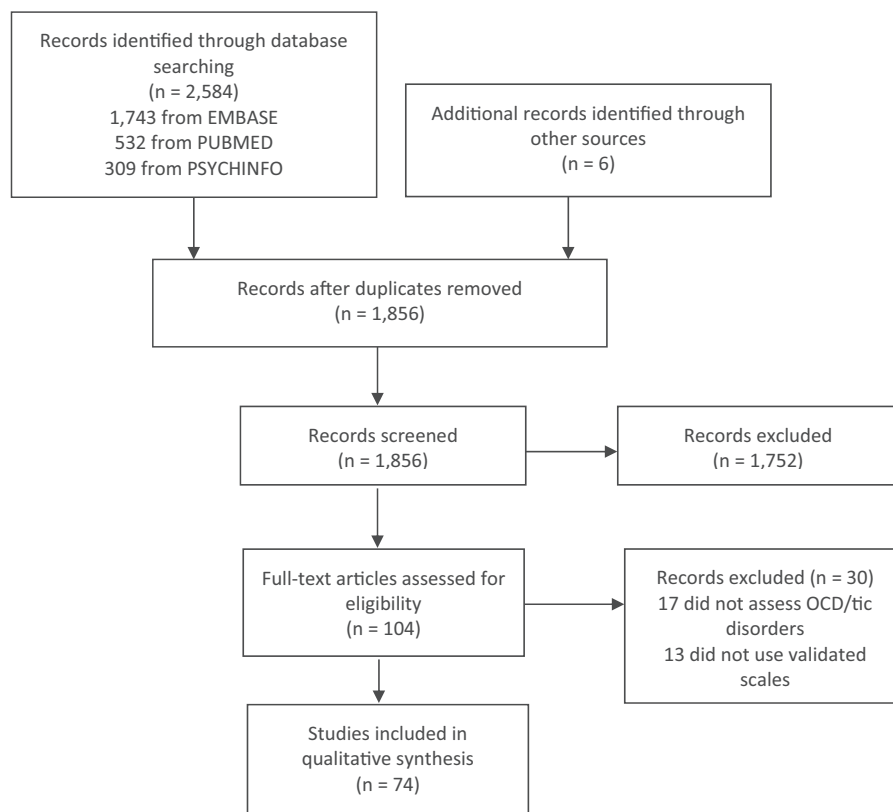 Records identified through database
searching
(n = 2,584)
1,743 from EMBASE
532 from PUBMED
309 from PSYCHINFO
Additional records identified through
other sources
(n = 6)
Records after duplicates removed
(n = 1,856)
Records screened
(n = 1,856)
Records excluded
(n = 1,752)
Full-text articles assessed for
eligibility
(n = 104)
Records excluded (n = 30)
17 did not assess OCD/tic
disorders
13 did not use validated
scales
Studies included in
qualitative synthesis
(n = 74)